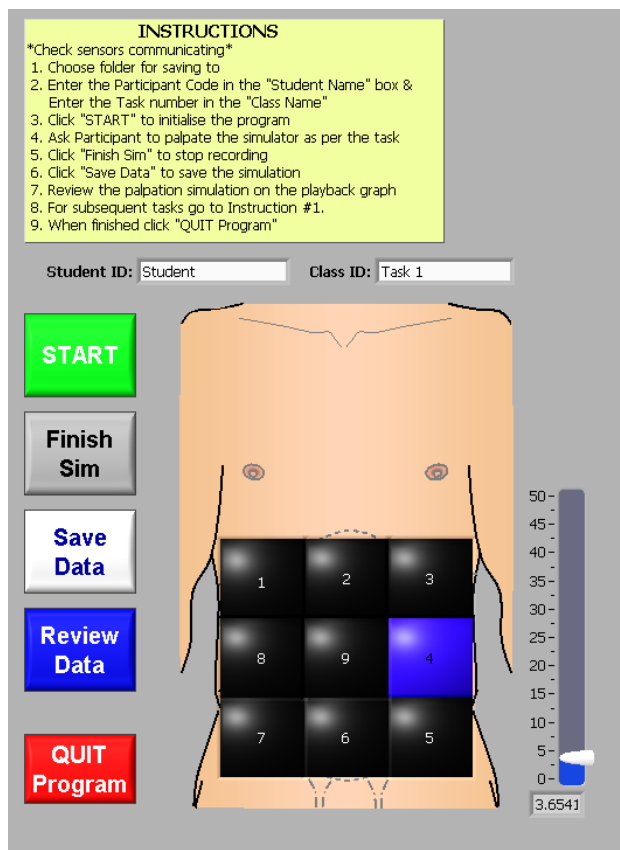 INSTRUCTIONS
*Check sensors communicating*
1. Choose folder for saving to
2. Enter the Participant Code in the "Student Name" box &
Enter the Task number in the "Class Name"
3. Click "START" to initialise the program
4. Ask Participant to palpate the simulator as per the task
5. Click "Finish Sim" to stop recording
6. Click "Save Data" to save the simulation
7. Review the palpation simulation on the playback graph
8. For subsequent tasks go to Instruction #1.
9. When finished click "QUIT Program"
Student ID: Student Class ID: Task 1
START
Finish
Sim
Save
Data
Review
Data
QUIT
Program
1 2 3
8 9 4
7 6 5
50
45
40
35
30
25
20
15
10
5
0
3.6541